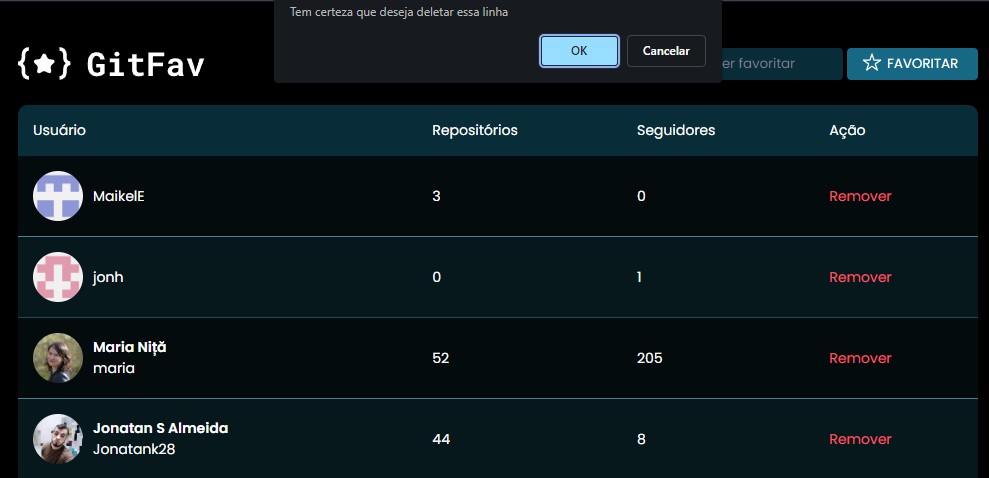 Tem certeza que deseja deletar essa linha
OK
Cancelar
GitFav
er favoritar
FAVORITAR
Usuário Repositórios Seguidores Ação
MaikelE 3 0 Remover
jonh 0 1 Remover
Maria Niță
maria
52 205 Remover
Jonatan S Almeida
Jonatank28
44 8 Remover